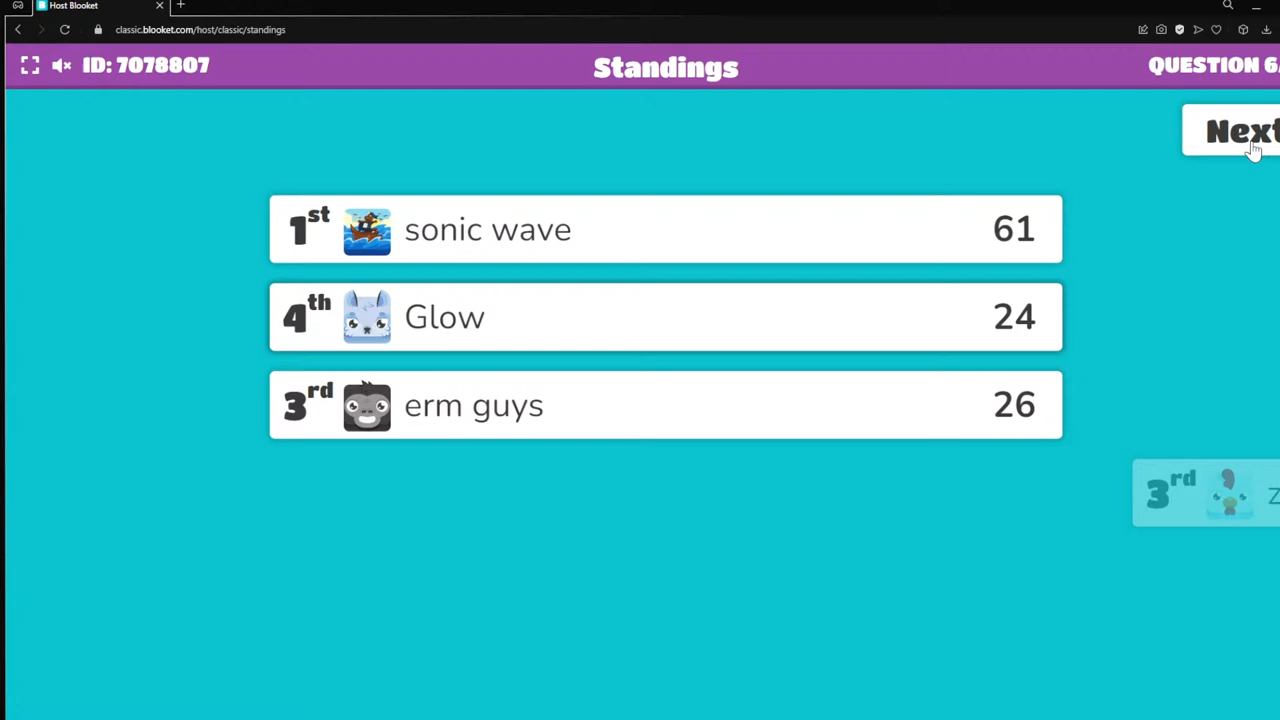 Host Blooket
classic.blooket.com/host/classic/standings
ID: 7078807
Standings
QUESTION 6
Next
1st sonic wave 61
4th Glow 24
3rd erm guys 26
3rd